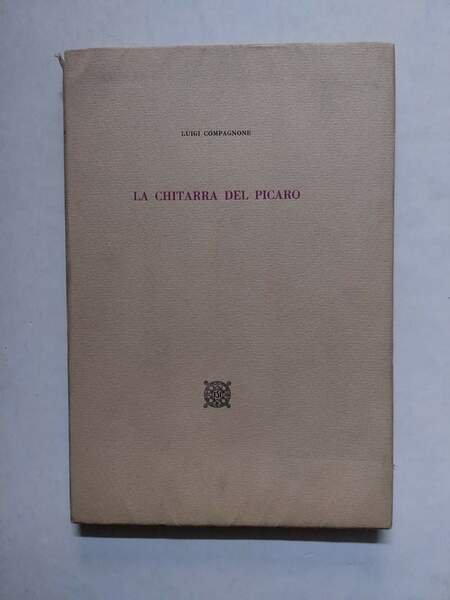 LUIGI COMPAGNONE
LA CHITARRA DEL PICARO